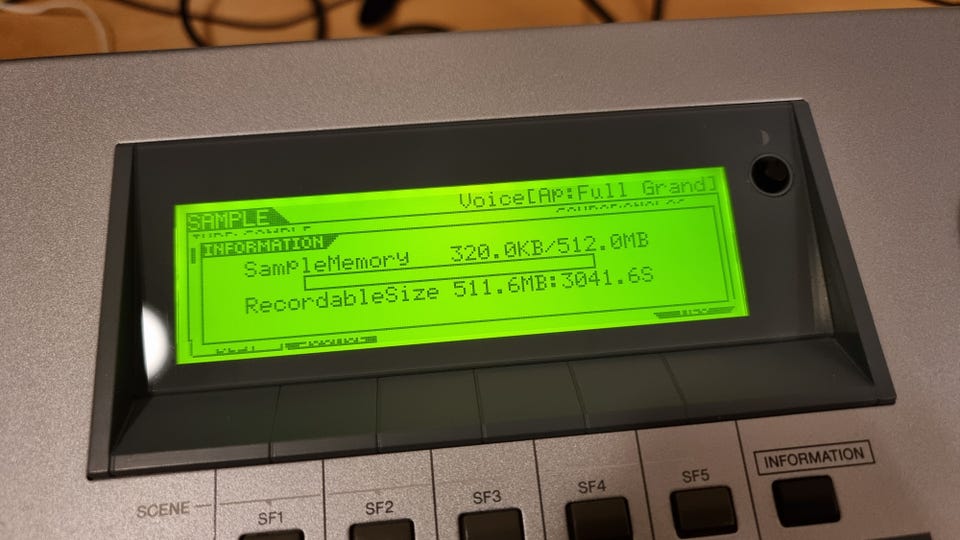 Voice[Ap:Full Grand]
SAMPLE
INFORMATION
SampleMemory 320.0KB/512.0MB
RecordableSize 511.6MB:3041.6S
SCENE
SF1
SF2
SF3
SF4
SF5
INFORMATION